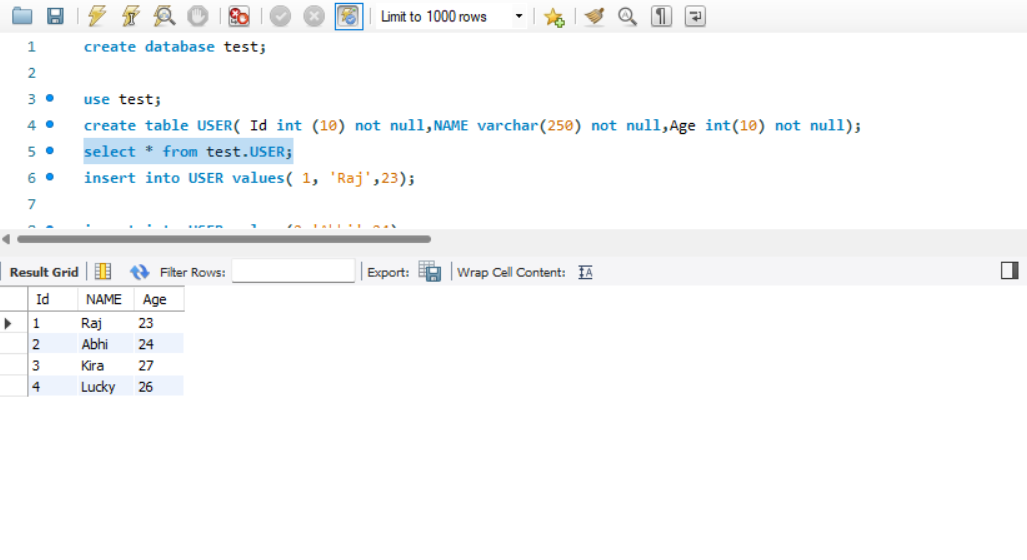 Limit to 1000 rows
1 create database test;
2
3 use test;
4 create table USER( Id int (10) not null,NAME varchar(250) not null,Age int(10) not null);
5 select * from test.USER;
6 insert into USER values( 1, 'Raj',23);
7
Result Grid Filter Rows: Export: Wrap Cell Content:
Id NAME Age
1 Raj 23
2 Abhi 24
3 Kira 27
4 Lucky 26